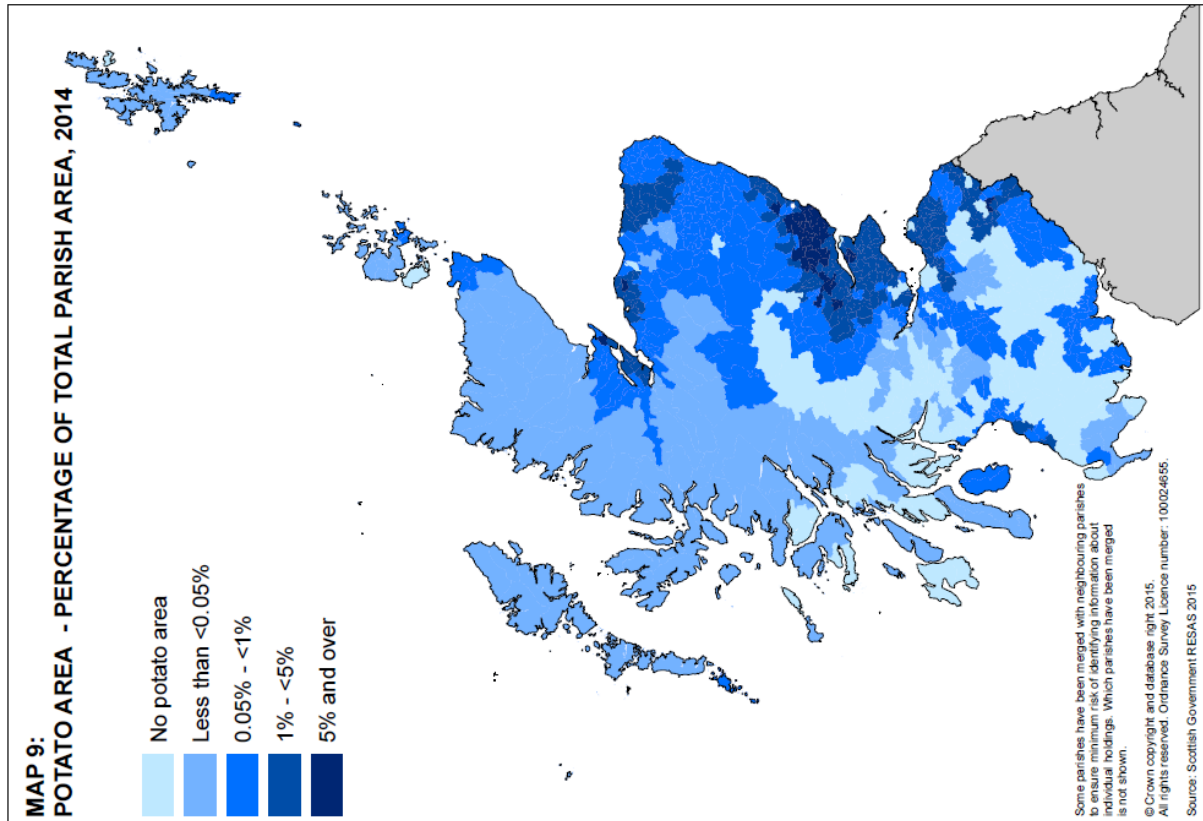 MAP 9:
POTATO AREA - PERCENTAGE OF TOTAL PARISH AREA, 2014
No potato area
Less than <0.05%
0.05% - <1%
1% - <5%
5% and over
Some parishes have been merged with neighbouring parishes
to ensure minimum risk of identifying information about
individual holdings. Which parishes have been merged
is not shown.
© Crown copyright and database right 2015.
All rights reserved. Ordnance Survey Licence number: 100024655.
Source: Scottish Government RESAS 2015